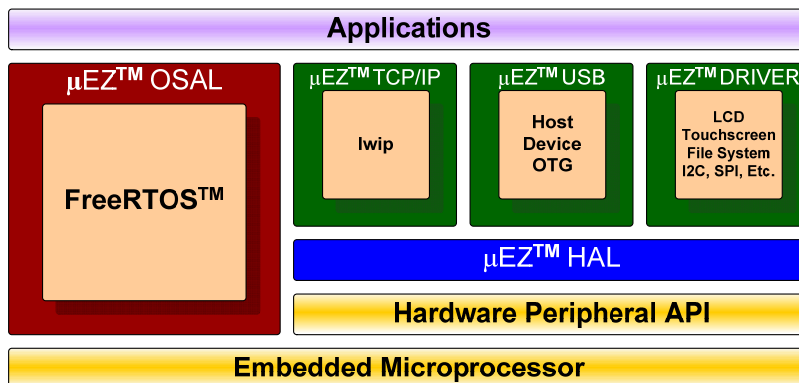 Applications
μEZ™ OSAL
FreeRTOS™
μEZ™ TCP/IP
lwip
μEZ™ USB
Host
Device
OTG
μEZ™ DRIVER
LCD
Touchscreen
File System
I2C, SPI, Etc.
μEZ™ HAL
Hardware Peripheral API
Embedded Microprocessor